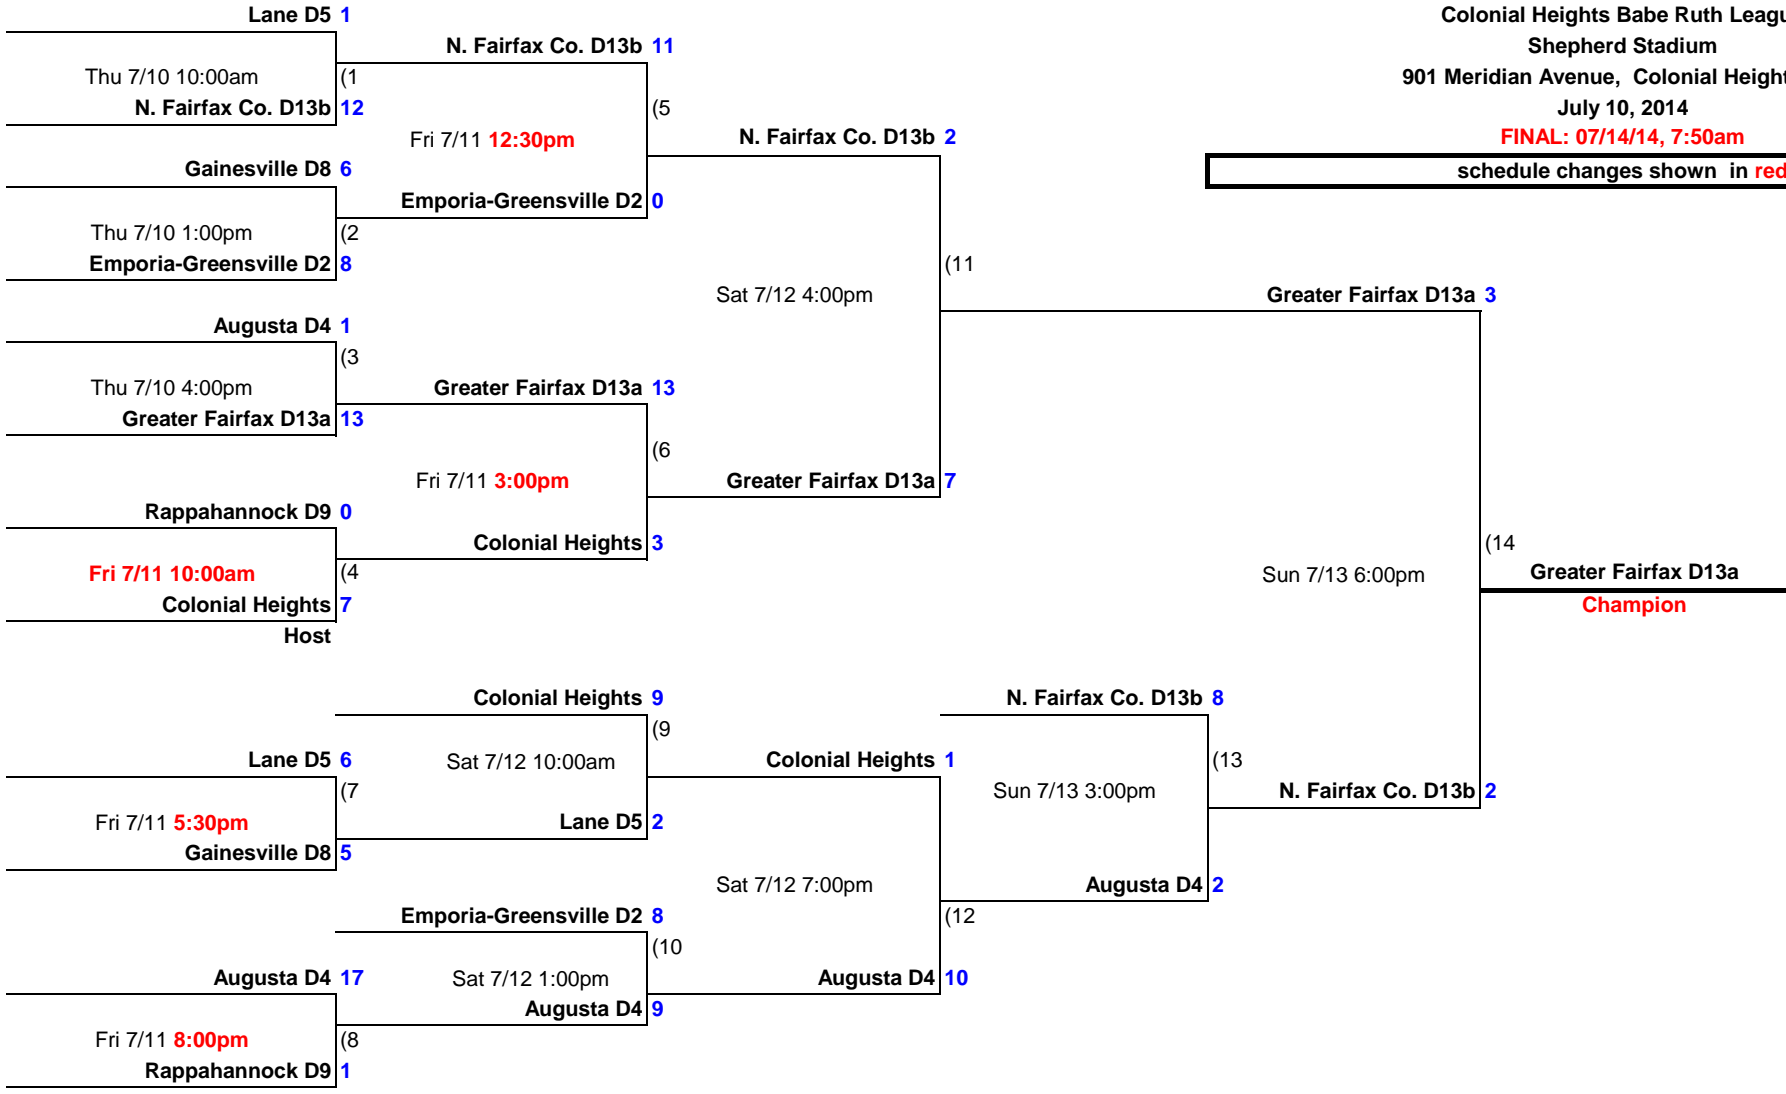 Lane D5 1
Colonial Heights Babe Ruth Leagu
N. Fairfax Co. D13b 11
Shepherd Stadium
Thu 7/10 10:00am (1
901 Meridian Avenue, Colonial Height
N. Fairfax Co. D13b 12
(5
July 10, 2014
Fri 7/11 12:30pm
N. Fairfax Co. D13b 2
FINAL: 07/14/14, 7:50am
Gainesville D8 6
schedule changes shown in red
Emporia-Greensville D2 0
Thu 7/10 1:00pm (2
Emporia-Greensville D2 8
(11
Sat 7/12 4:00pm
Greater Fairfax D13a 3
Augusta D4 1
(3
Thu 7/10 4:00pm
Greater Fairfax D13a 13
Greater Fairfax D13a 13
(6
Fri 7/11 3:00pm
Greater Fairfax D13a 7
Rappahannock D9 0
Colonial Heights 3
(14
Fri 7/11 10:00am (4
Sun 7/13 6:00pm
Greater Fairfax D13a
Colonial Heights 7
Champion
Host
Colonial Heights 9
N. Fairfax Co. D13b 8
(9
Lane D5 6
Sat 7/12 10:00am
Colonial Heights 1
(13
(7
Sun 7/13 3:00pm
N. Fairfax Co. D13b 2
Fri 7/11 5:30pm
Lane D5 2
Gainesville D8 5
Sat 7/12 7:00pm
Augusta D4 2
Emporia-Greensville D2 8
(12
(10
Augusta D4 17
Sat 7/12 1:00pm
Augusta D4 10
Augusta D4 9
Fri 7/11 8:00pm (8
Rappahannock D9 1